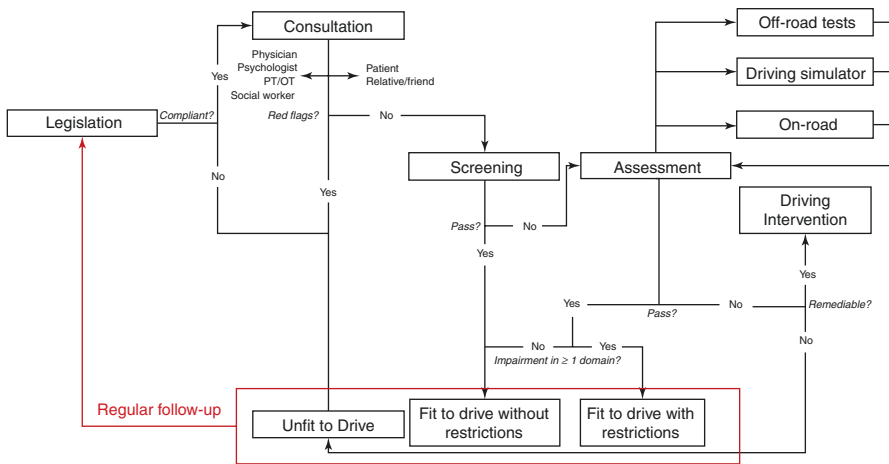 Consultation
Off-road tests
Physician
Psychologist
PT/OT
Social worker
Patient
Relative/friend
Yes
Driving simulator
Legislation
Compliant?
Red flags?
No
On-road
Screening
Assessment
No
Yes
Driving
Intervention
Pass?
No
Yes
Yes
Yes
Pass?
No
Remediable?
No
No
Yes
Impairment in ≥ 1 domain?
Regular follow-up
Unfit to Drive
Fit to drive without
restrictions
Fit to drive with
restrictions